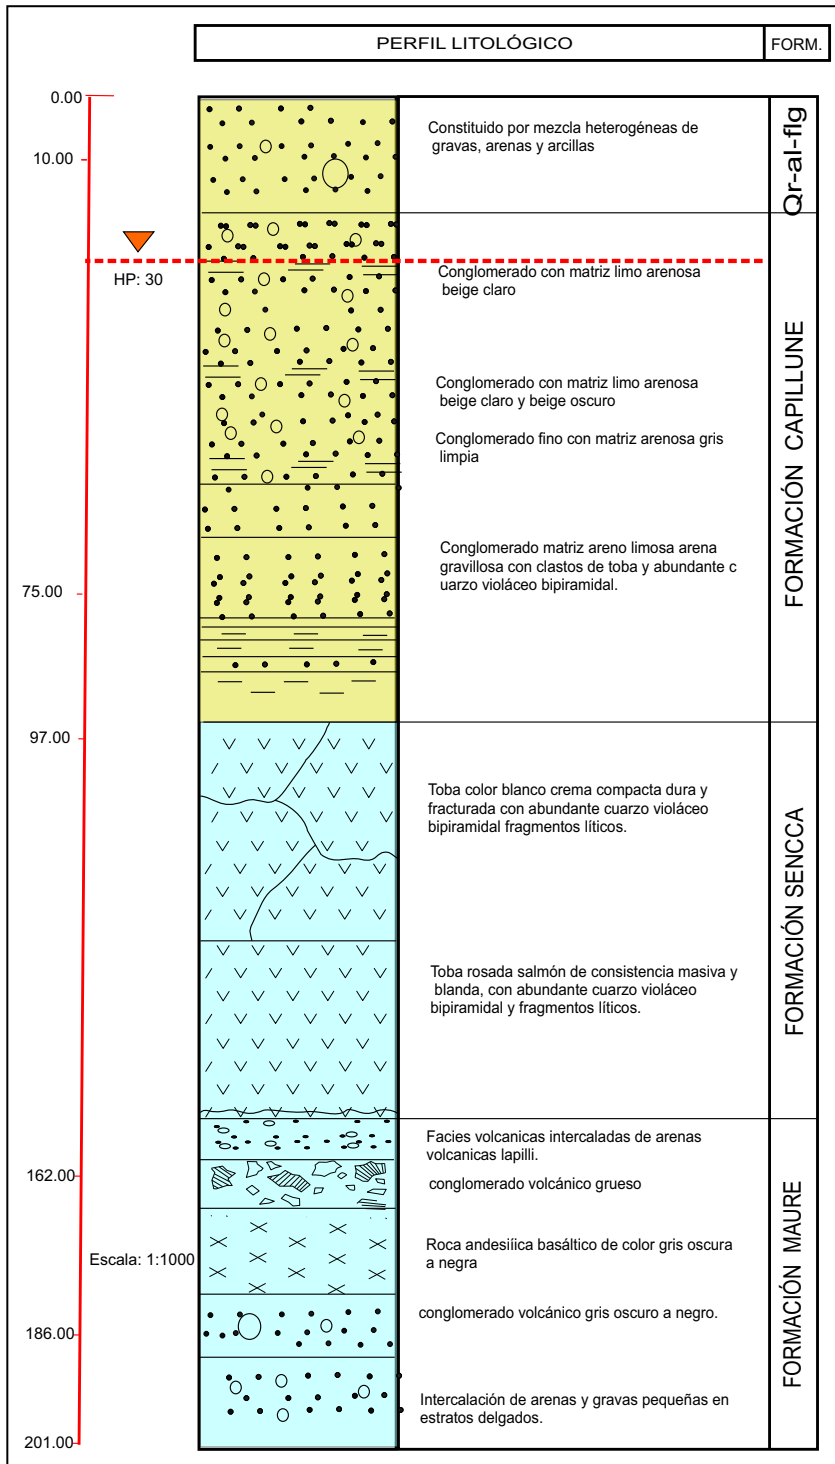 PERFIL LITOLÓGICO
FORM.
0.00
10.00
Constituido por mezcla heterogéneas de
gravas, arenas y arcillas
Qr-al-flg
HP: 30
Conglomerado con matriz limo arenosa
beige claro
Conglomerado con matriz limo arenosa
beige claro y beige oscuro
Conglomerado fino con matriz arenosa gris
limpia
FORMACIÓN CAPILLUNE
75.00
Conglomerado matriz areno limosa arena
gravillosa con clastos de toba y abundante c
uarzo violáceo bipiramidal.
97.00
Toba color blanco crema compacta dura y
fracturada con abundante cuarzo violáceo
bipiramidal fragmentos líticos.
FORMACIÓN SENCCA
Toba rosada salmón de consistencia masiva y
blanda, con abundante cuarzo violáceo
bipiramidal y fragmentos líticos.
Facies volcanicas intercaladas de arenas
volcanicas lapilli.
162.00
conglomerado volcánico grueso
Escala: 1:1000
Roca andesiíica basáltico de color gris oscura
a negra
FORMACIÓN MAURE
conglomerado volcánico gris oscuro a negro.
186.00
Intercalación de arenas y gravas pequeñas en
estratos delgados.
201.00